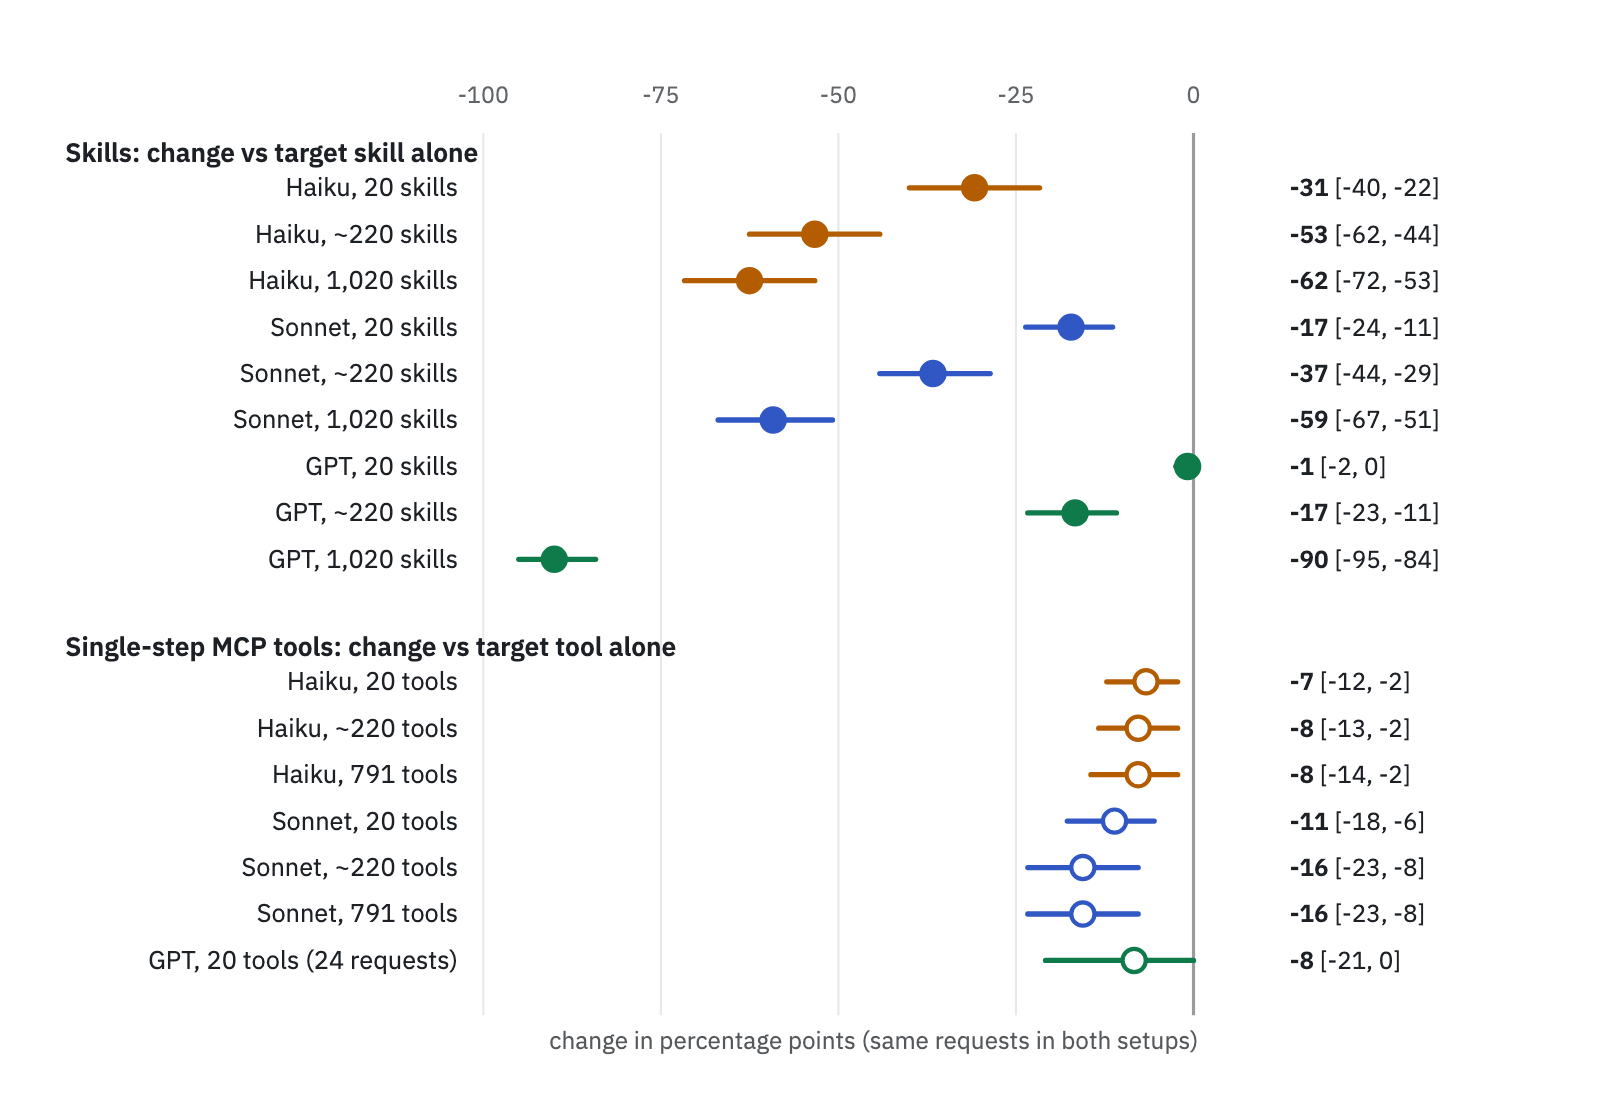 -100 -75 -50 -25 0
Skills: change vs target skill alone
Haiku, 20 skills -31 [-40, -22]
Haiku, ~220 skills -53 [-62, -44]
Haiku, 1,020 skills -62 [-72, -53]
Sonnet, 20 skills -17 [-24, -11]
Sonnet, ~220 skills -37 [-44, -29]
Sonnet, 1,020 skills -59 [-67, -51]
GPT, 20 skills -1 [-2, 0]
GPT, ~220 skills -17 [-23, -11]
GPT, 1,020 skills -90 [-95, -84]
Single-step MCP tools: change vs target tool alone
Haiku, 20 tools -7 [-12, -2]
Haiku, ~220 tools -8 [-13, -2]
Haiku, 791 tools -8 [-14, -2]
Sonnet, 20 tools -11 [-18, -6]
Sonnet, ~220 tools -16 [-23, -8]
Sonnet, 791 tools -16 [-23, -8]
GPT, 20 tools (24 requests) -8 [-21, 0]
change in percentage points (same requests in both setups)